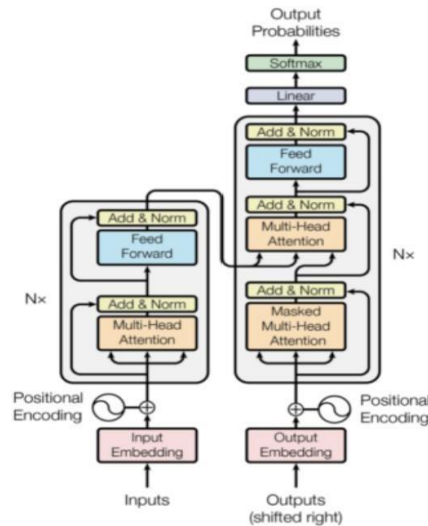 Output
Probabilities
Softmax
Linear
Add & Norm
Feed
Forward
Add & Norm
Multi-Head
Attention
Add & Norm
Masked
Multi-Head
Attention
N×
Add & Norm
Feed
Forward
Add & Norm
Multi-Head
Attention
N×
Positional
Encoding
Positional
Encoding
Input
Embedding
Output
Embedding
Inputs
Outputs
(shifted right)